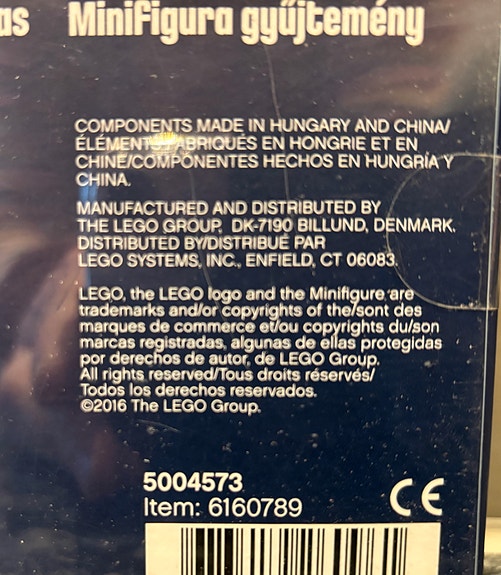 as Minifigura gyűjtemény
COMPONENTS MADE IN HUNGARY AND CHINA/
ÉLÉMENTS FABRIQUÉS EN HONGRIE ET EN
CHINE/COMPONENTES HECHOS EN HUNGRÍA Y
CHINA.
MANUFACTURED AND DISTRIBUTED BY
THE LEGO GROUP, DK-7190 BILLUND, DENMARK.
DISTRIBUTED BY/DISTRIBUÉ PAR
LEGO SYSTEMS, INC., ENFIELD, CT 06083.
LEGO, the LEGO logo and the Minifigure are
trademarks and/or copyrights of the/sont des
marques de commerce et/ou copyrights du/son
marcas registradas, algunas de ellas protegidas
por derechos de autor, de LEGO Group.
All rights reserved/Tous droits réservés/
Todos los derechos reservados.
©2016 The LEGO Group.
5004573
Item: 6160789
CE